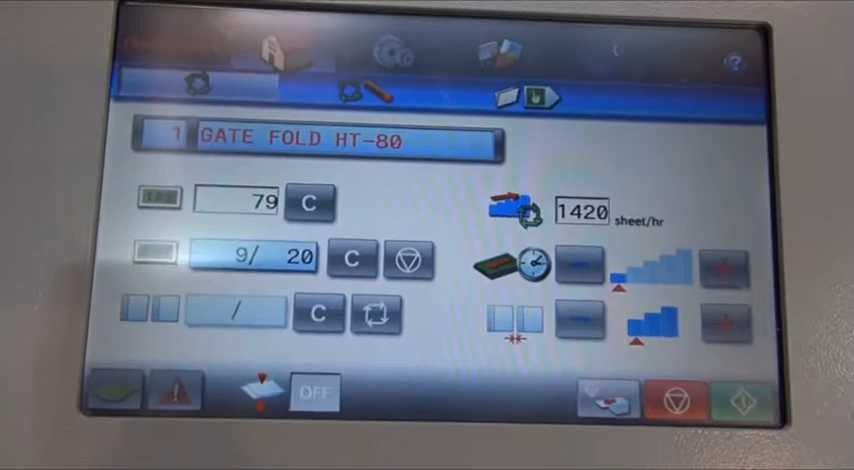 ?
1 GATE FOLD HT-80
79 C
1420 sheet/hr
9/ 20 C
/ C
OFF